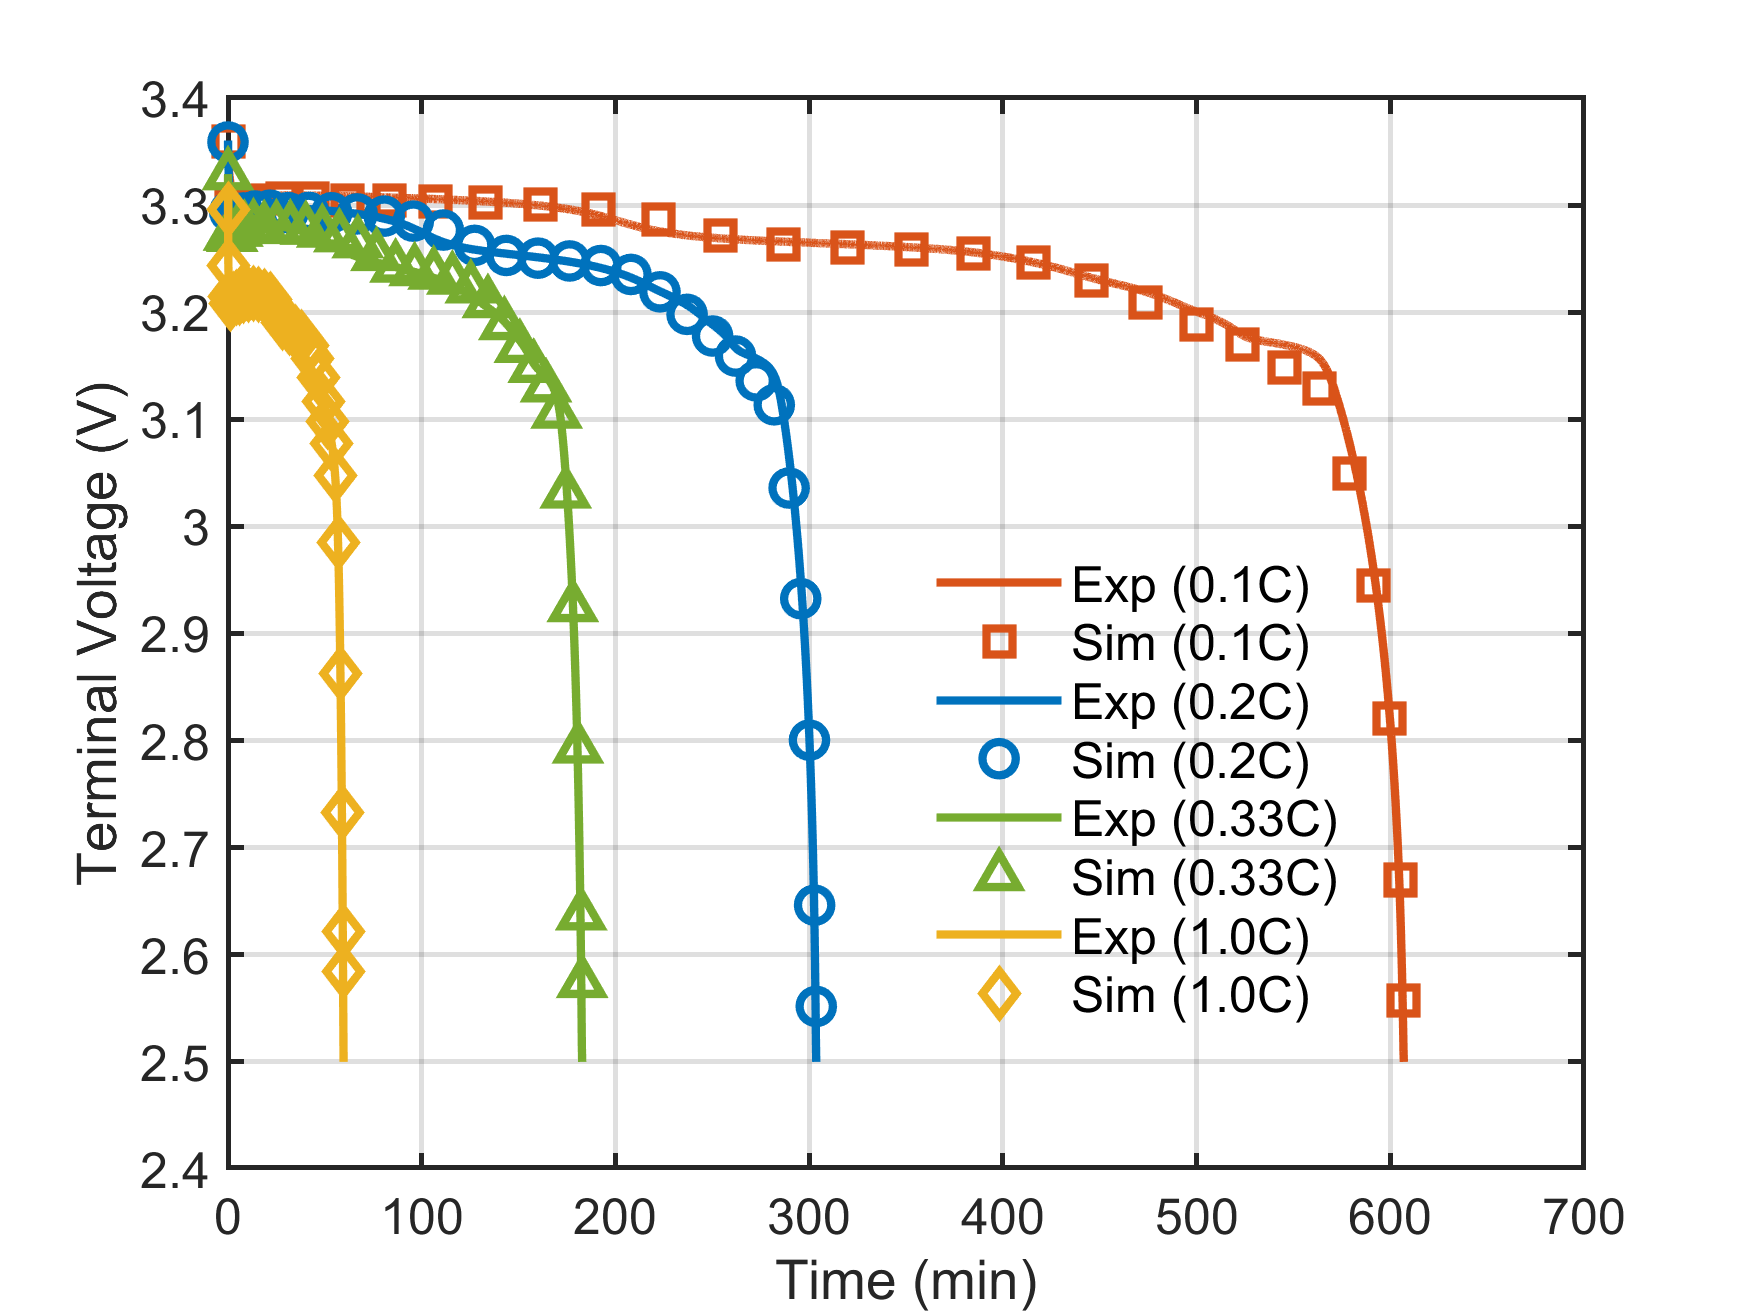 Terminal Voltage (V)
3.4
3.3
3.2
3.1
3
2.9
2.8
2.7
2.6
2.5
2.4
Exp (0.1C)
Sim (0.1C)
Exp (0.2C)
Sim (0.2C)
Exp (0.33C)
Sim (0.33C)
Exp (1.0C)
Sim (1.0C)
0 100 200 300 400 500 600 700
Time (min)